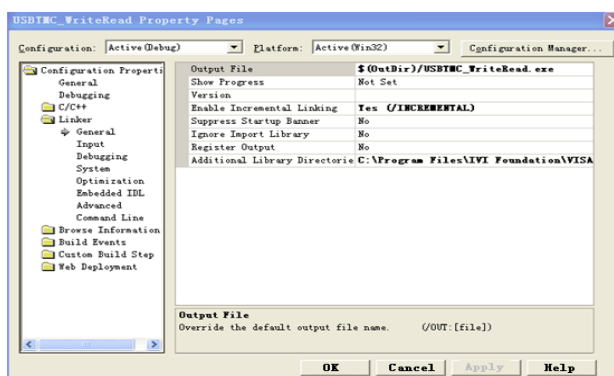 USBTMC_WriteRead Property Pages
Configuration: Active(Debug) Platform: Active(Win32) Configuration Manager...
Configuration Properti
General
Debugging
C/C++
Linker
General
Input
Debugging
System
Optimization
Embedded IDL
Advanced
Command Line
Browse Information
Build Events
Custom Build Step
Web Deployment
Output File $(OutDir)/USBTMC_WriteRead.exe
Show Progress Not Set
Version
Enable Incremental Linking Yes (/INCREMENTAL)
Suppress Startup Banner No
Ignore Import Library No
Register Output No
Additional Library Directorie C:\Program Files\IVI Foundation\VISA
Output File
Override the default output file name. (/OUT:[file])
OK Cancel Apply Help